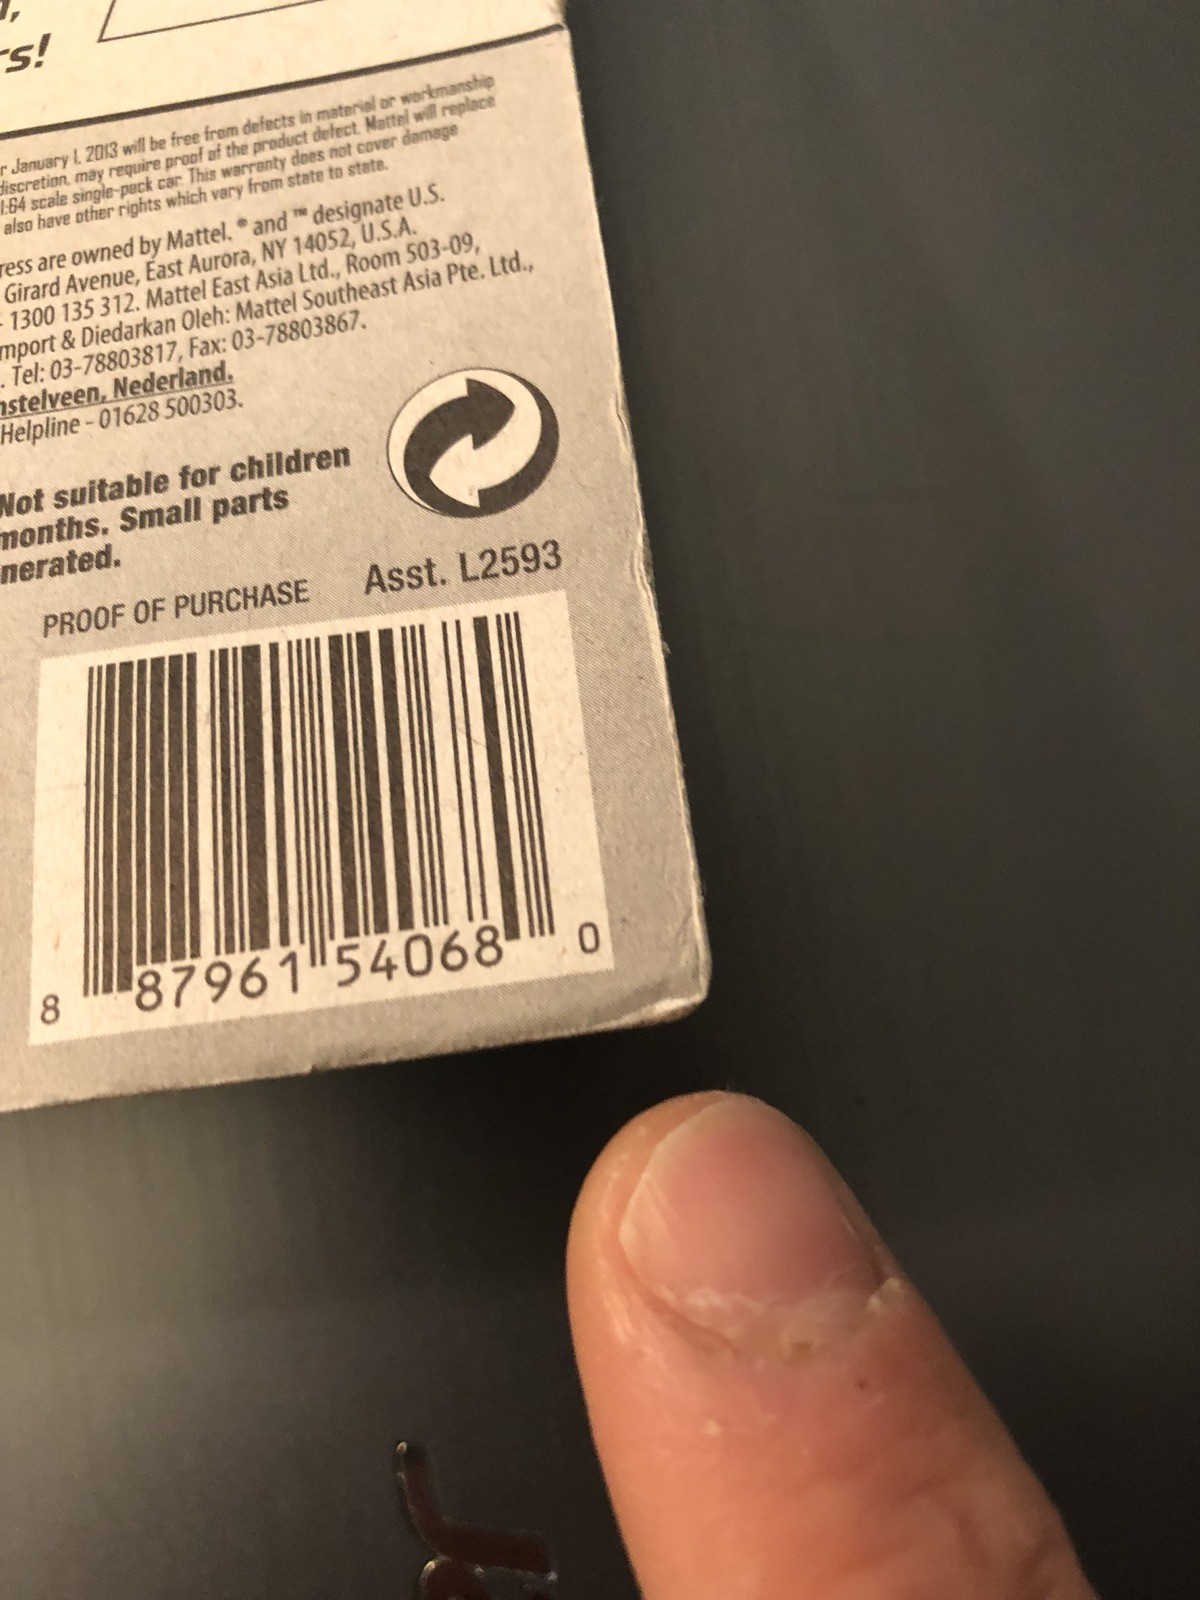 rs!
r January 1, 2013 will be free from defects in material or workmanship
discretion, may require proof of the product defect. Mattel will replace
1:64 scale single-pack car. This warranty does not cover damage
also have other rights which vary from state to state.
ress are owned by Mattel. ® and ™ designate U.S.
Girard Avenue, East Aurora, NY 14052, U.S.A.
- 1300 135 312. Mattel East Asia Ltd., Room 503-09,
mport & Diedarkan Oleh: Mattel Southeast Asia Pte. Ltd.,
. Tel: 03-78803817, Fax: 03-78803867.
nstelveen, Nederland.
Helpline - 01628 500303.
Not suitable for children
months. Small parts
nerated.
PROOF OF PURCHASE Asst. L2593
8 87961 54068 0